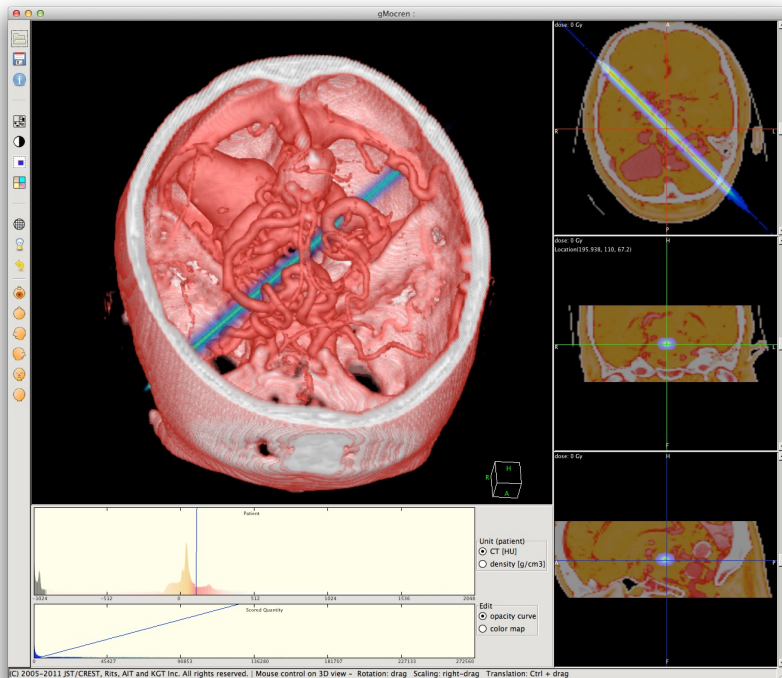 gMocren :
dose: 0 Gy
A
R
L
P
dose: 0 Gy
Location(195.938, 110, 67.2)
H
R
L
F
dose: 0 Gy
H
A
P
F
H
R
A
Patient
-1024 -512 0 512 1024 1536 2048
Unit (patient)
CT [HU]
density [g/cm3]
Scored Quantity
0 45427 90853 136280 181707 227133 272560
Edit
opacity curve
color map
(C) 2005-2011 JST/CREST, Rits, AIT and KGT Inc. All rights reserved. | Mouse control on 3D view - Rotation: drag Scaling: right-drag Translation: Ctrl + drag